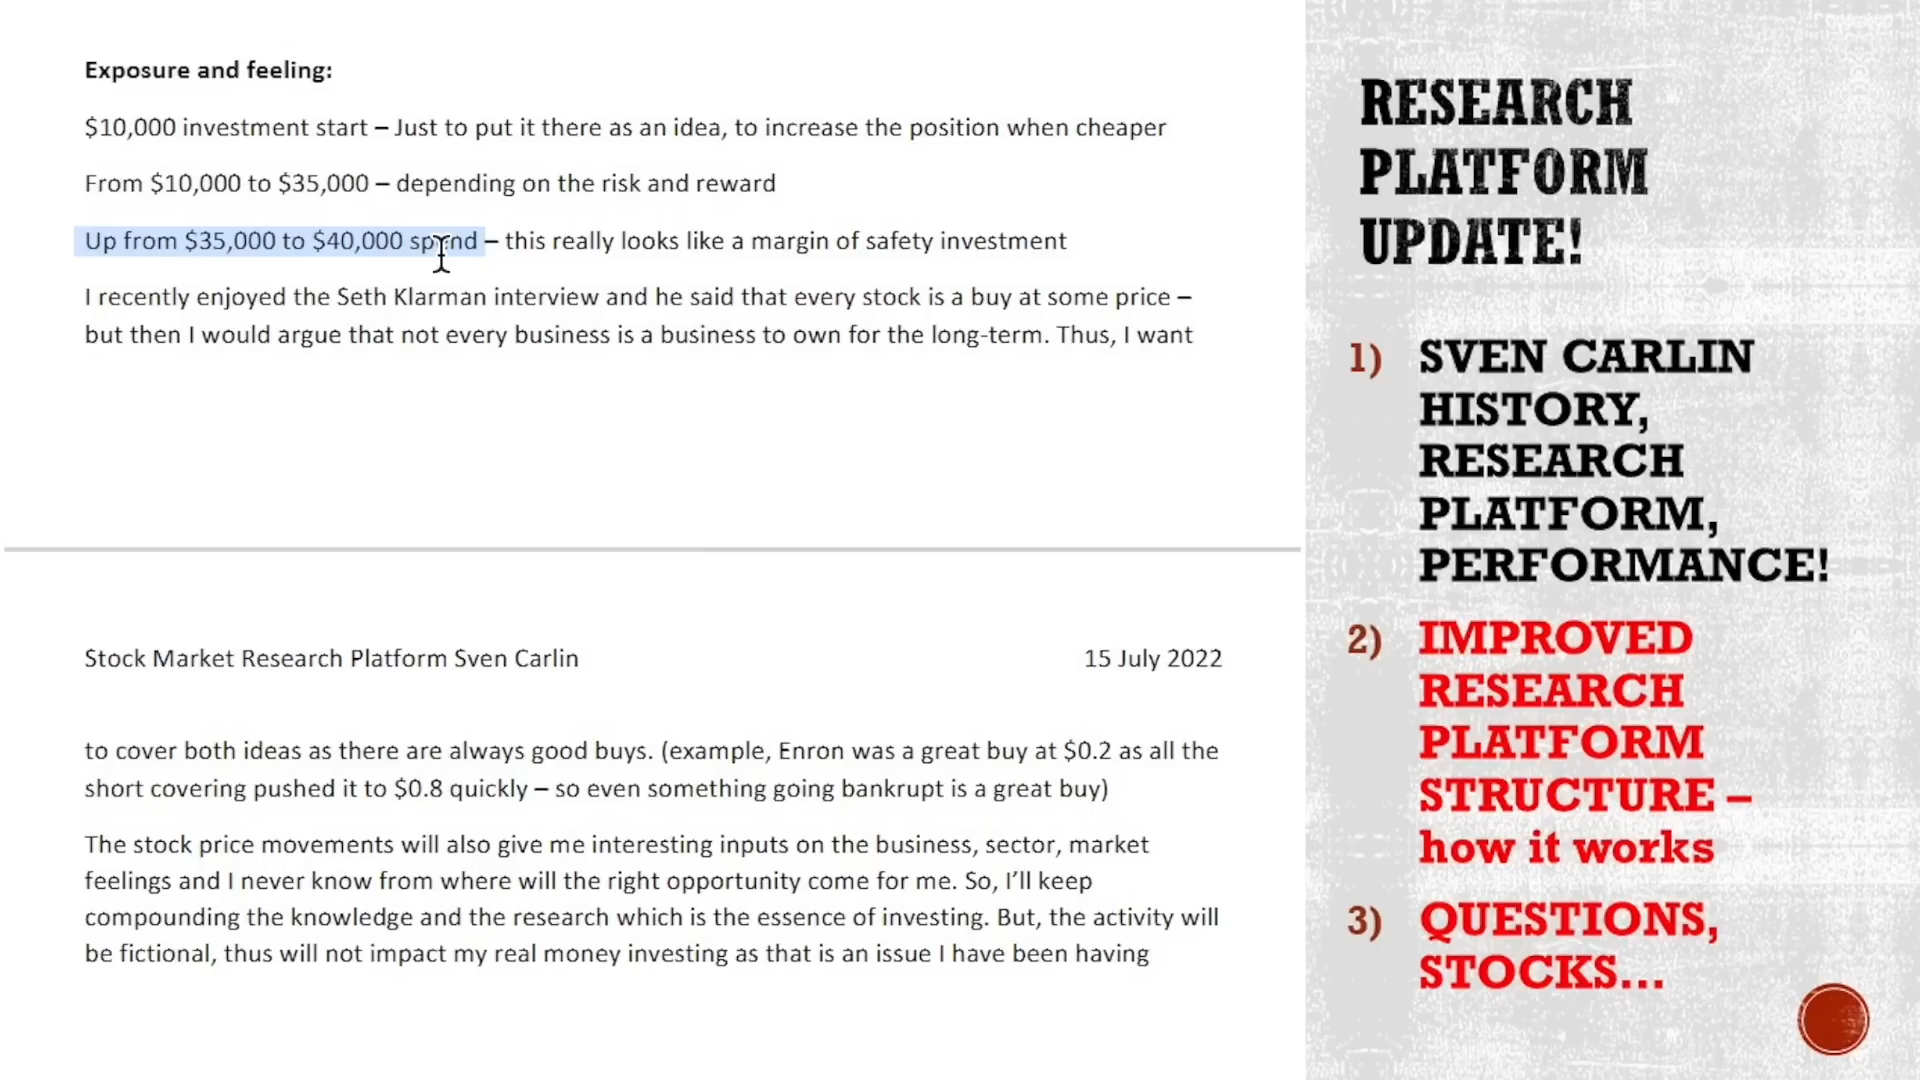 Exposure and feeling:
$10,000 investment start – Just to put it there as an idea, to increase the position when cheaper
From $10,000 to $35,000 – depending on the risk and reward
Up from $35,000 to $40,000 spend – this really looks like a margin of safety investment
I recently enjoyed the Seth Klarman interview and he said that every stock is a buy at some price –
but then I would argue that not every business is a business to own for the long-term. Thus, I want
Stock Market Research Platform Sven Carlin 15 July 2022
to cover both ideas as there are always good buys. (example, Enron was a great buy at $0.2 as all the
short covering pushed it to $0.8 quickly – so even something going bankrupt is a great buy)
The stock price movements will also give me interesting inputs on the business, sector, market
feelings and I never know from where will the right opportunity come for me. So, I’ll keep
compounding the knowledge and the research which is the essence of investing. But, the activity will
be fictional, thus will not impact my real money investing as that is an issue I have been having
RESEARCH
PLATFORM
UPDATE!
1) SVEN CARLIN
HISTORY,
RESEARCH
PLATFORM,
PERFORMANCE!
2) IMPROVED
RESEARCH
PLATFORM
STRUCTURE –
how it works
3) QUESTIONS,
STOCKS…